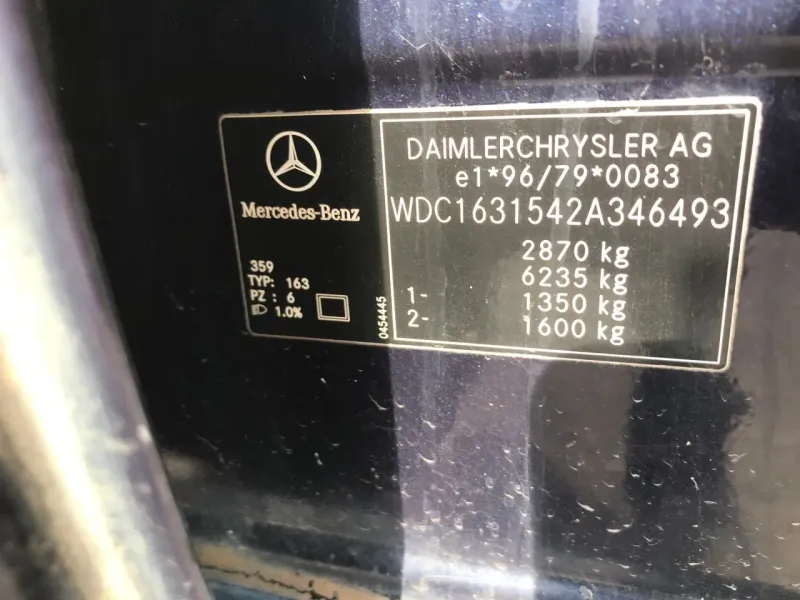 Mercedes-Benz
359
TYP: 163
PZ : 6
1.0%
0454445
DAIMLERCHRYSLER AG
e1*96/79*0083
WDC1631542A346493
2870 kg
6235 kg
1- 1350 kg
2- 1600 kg